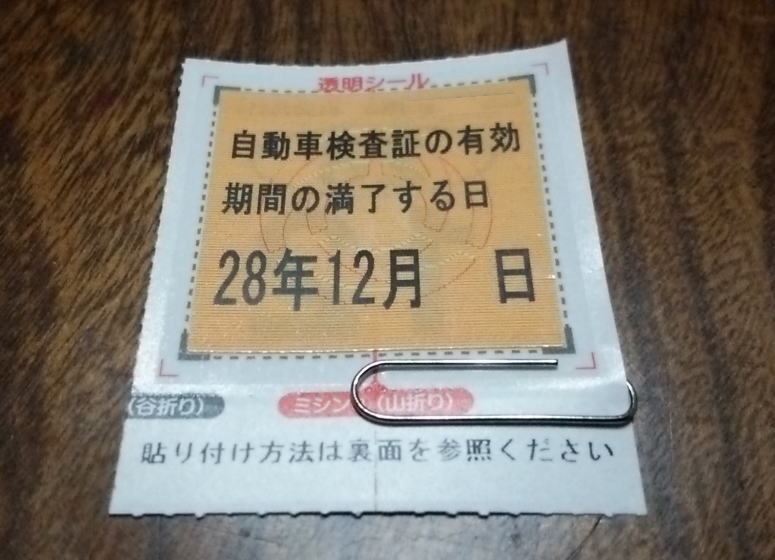 透明シール
自動車検査証の有効
期間の満了する日
28年12月 日
(谷折り) ミシン (山折り)
貼り付け方法は裏面を参照ください